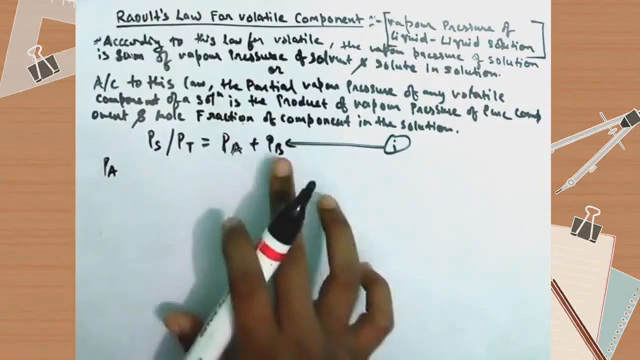 Raoult's Law For Volatile Component :- [vapour Pressure of
Liquid-Liquid solution]
→ According to this law for volatile, the vapour pressure of solution
is sum of vapour Pressure of solvent & solute in solution.
or
A/C to this law, the Partial vapour Pressure of any volatile
component of a solⁿ is the Product of vapour Pressure of Pure Comp
onent & mole Fraction of component in the solution.
Ps/PT = PA + PB ← i
PA